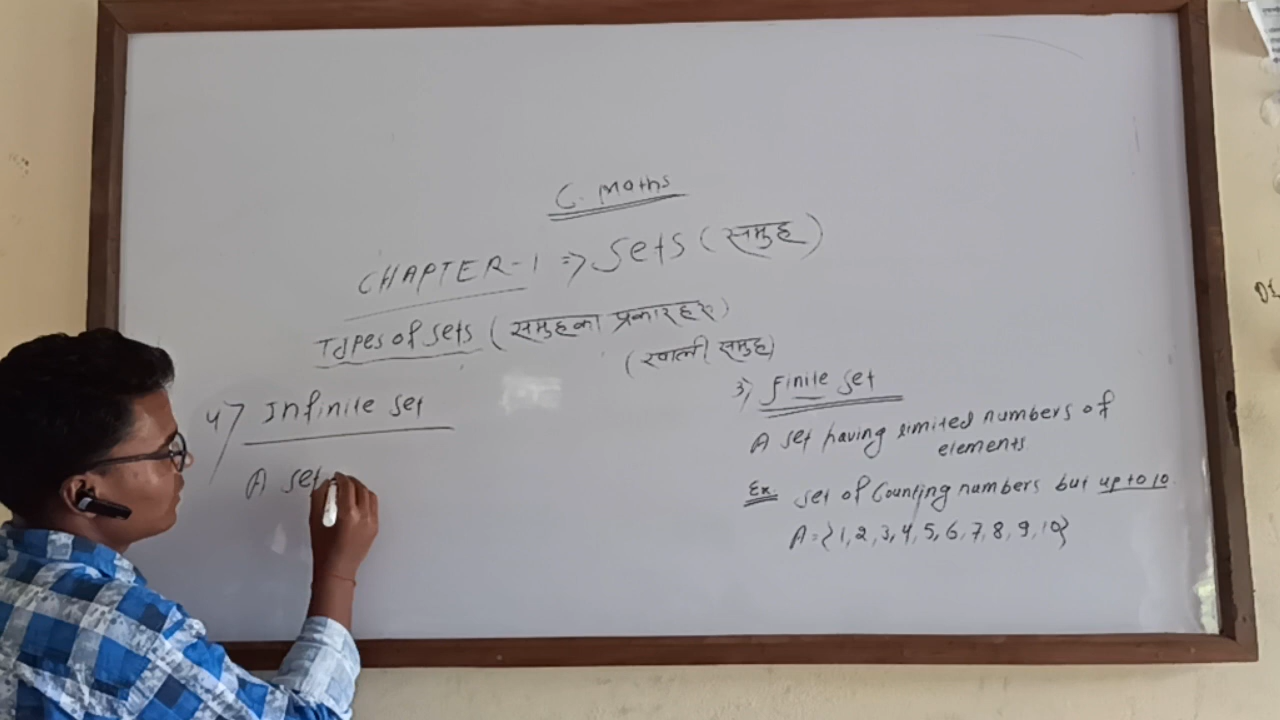 C. Maths
CHAPTER-1 => Sets (समुह)
Types of sets (समुहका प्रकारहरु)
(खाली समुह)
4) Infinite set
A set
3) Finite set
A set having limited numbers of
elements
Ex. set of Counting numbers but up to 10
A={1,2,3,4,5,6,7,8,9,10}